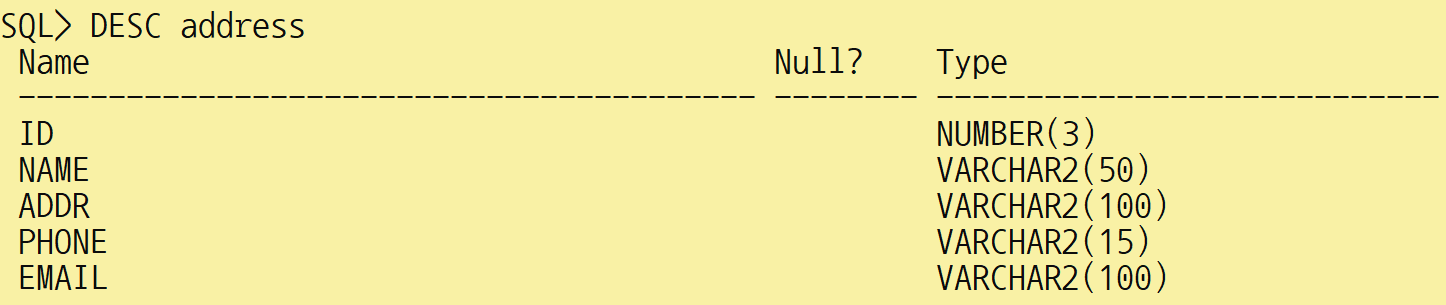 SQL> DESC address
Name Null? Type
----------------------------------------- -------- ----------------------------
ID NUMBER(3)
NAME VARCHAR2(50)
ADDR VARCHAR2(100)
PHONE VARCHAR2(15)
EMAIL VARCHAR2(100)